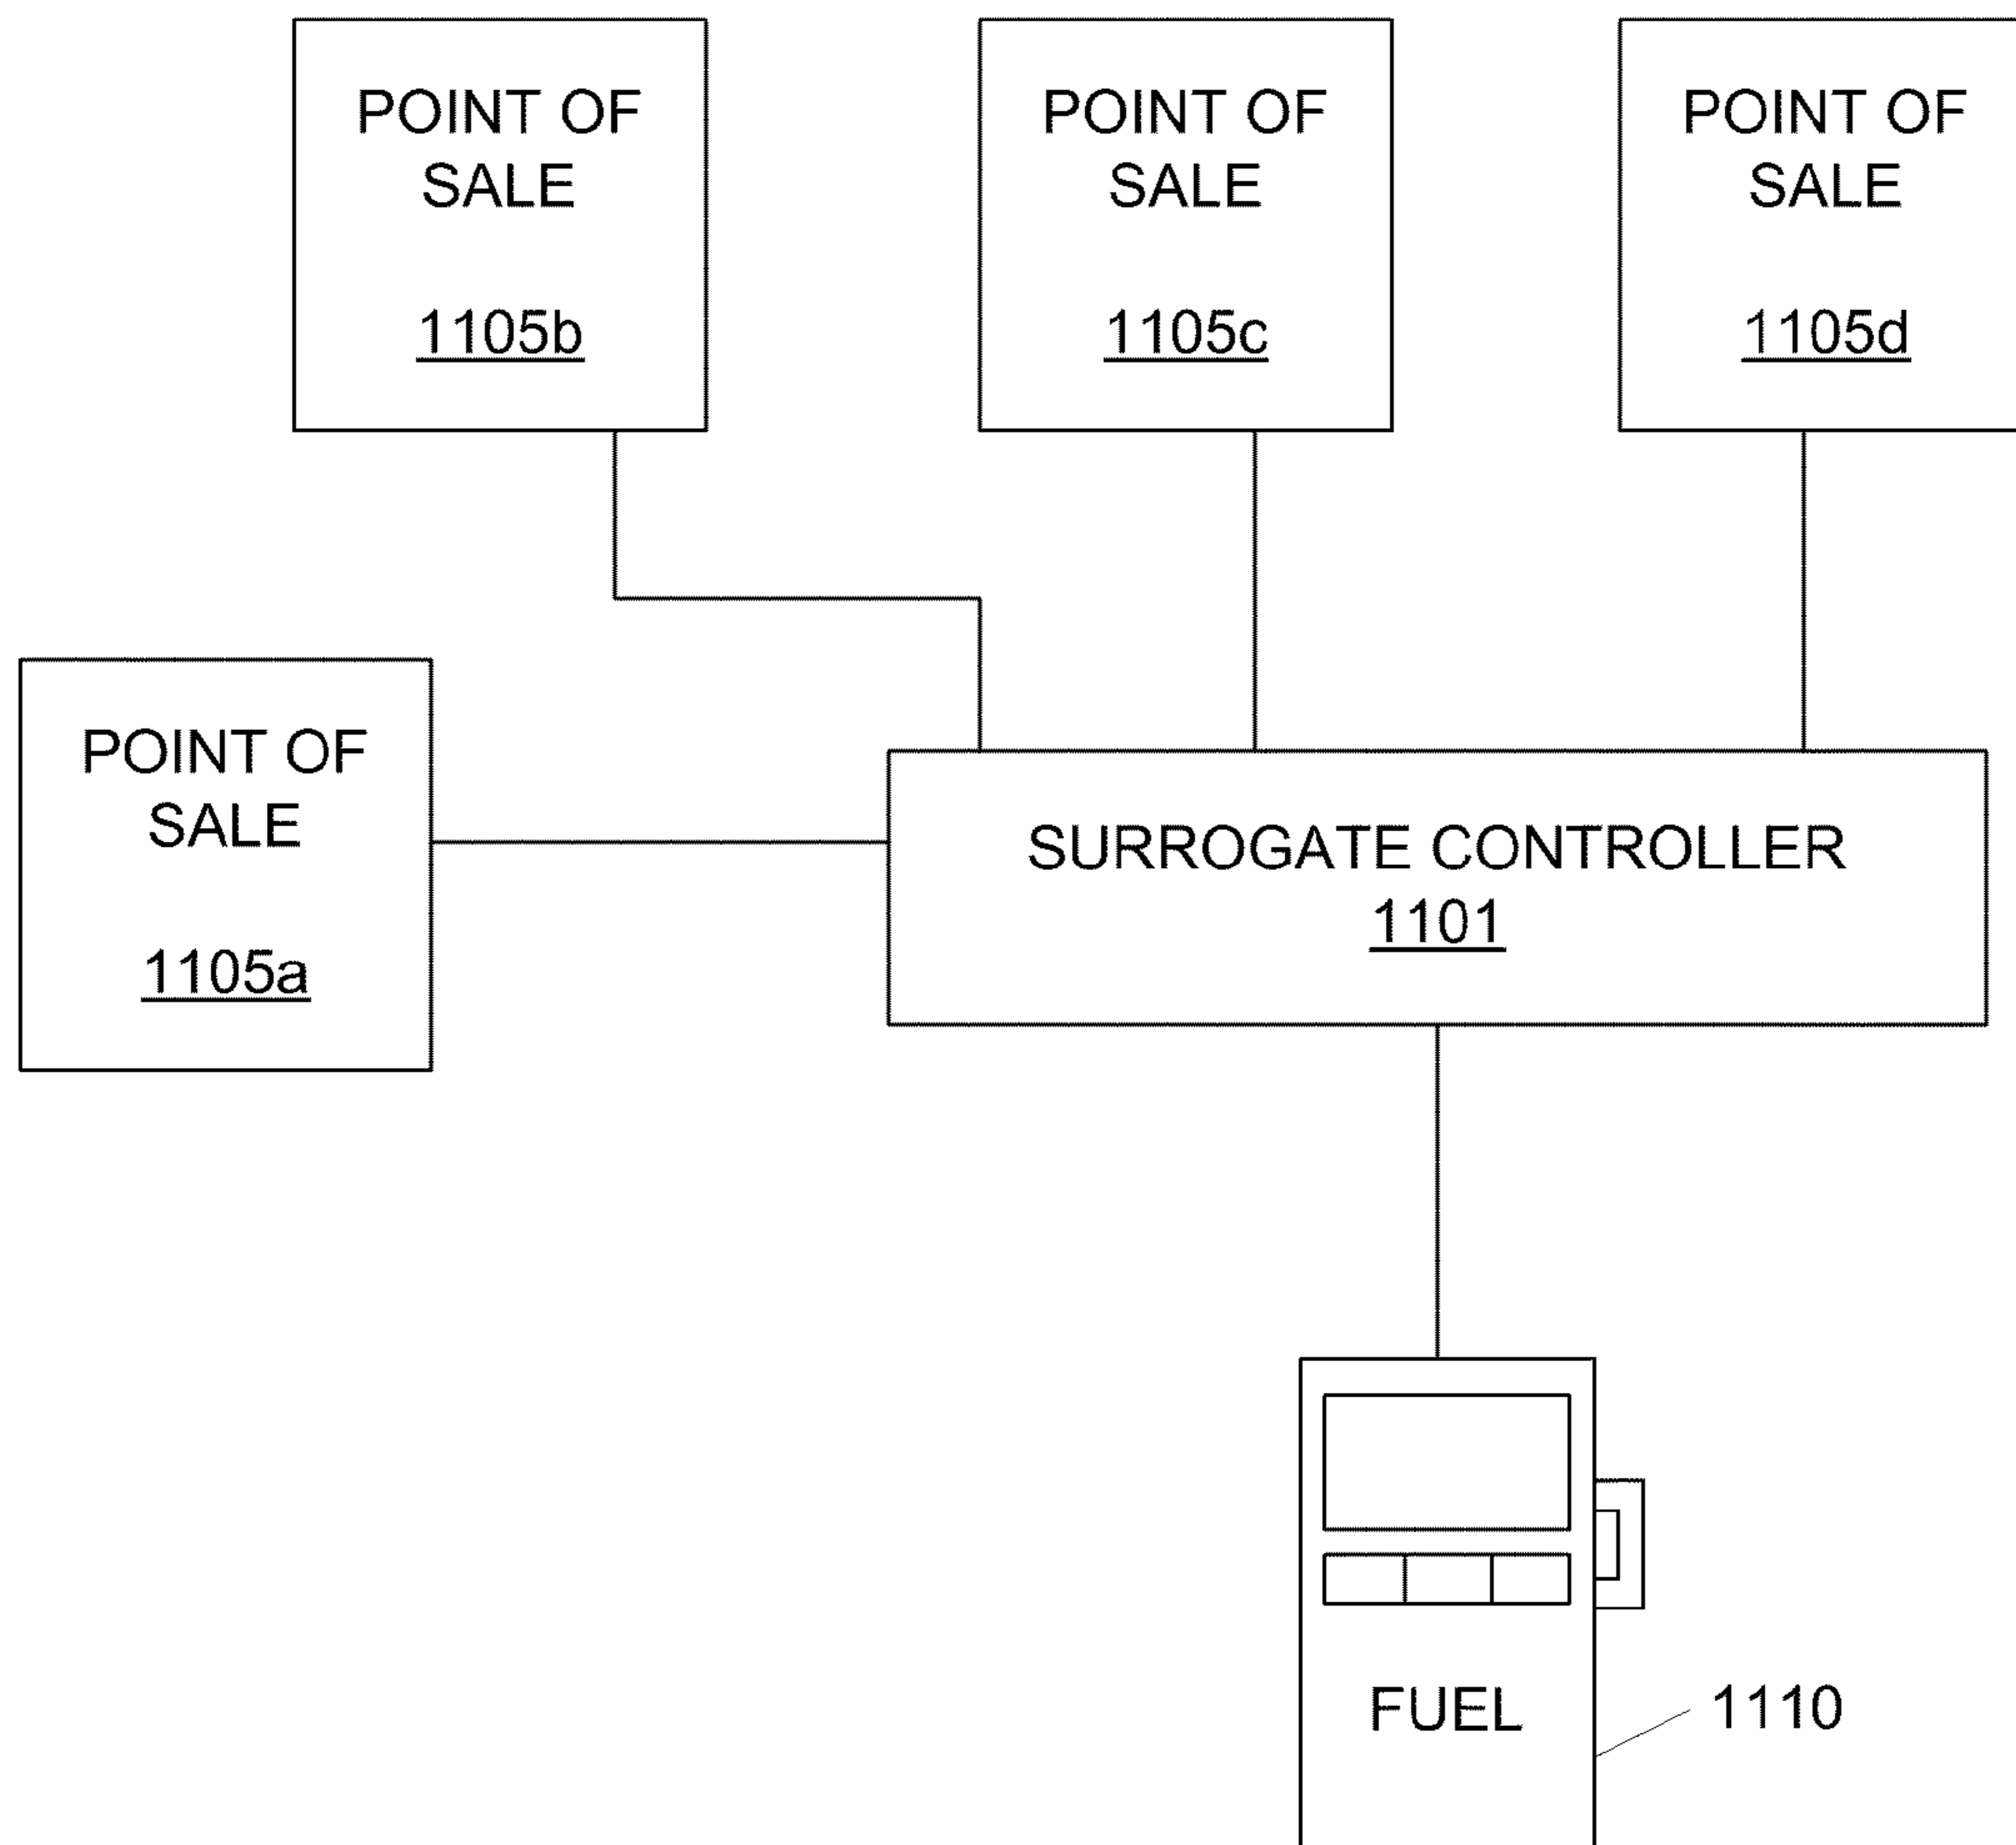 POINT OF
SALE
1105b
POINT OF
SALE
1105c
POINT OF
SALE
1105d
POINT OF
SALE
1105a
SURROGATE CONTROLLER
1101
FUEL
1110